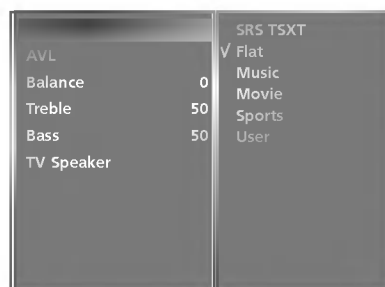 AVL
Balance 0
Treble 50
Bass 50
TV Speaker
SRS TSXT
√ Flat
Music
Movie
Sports
User